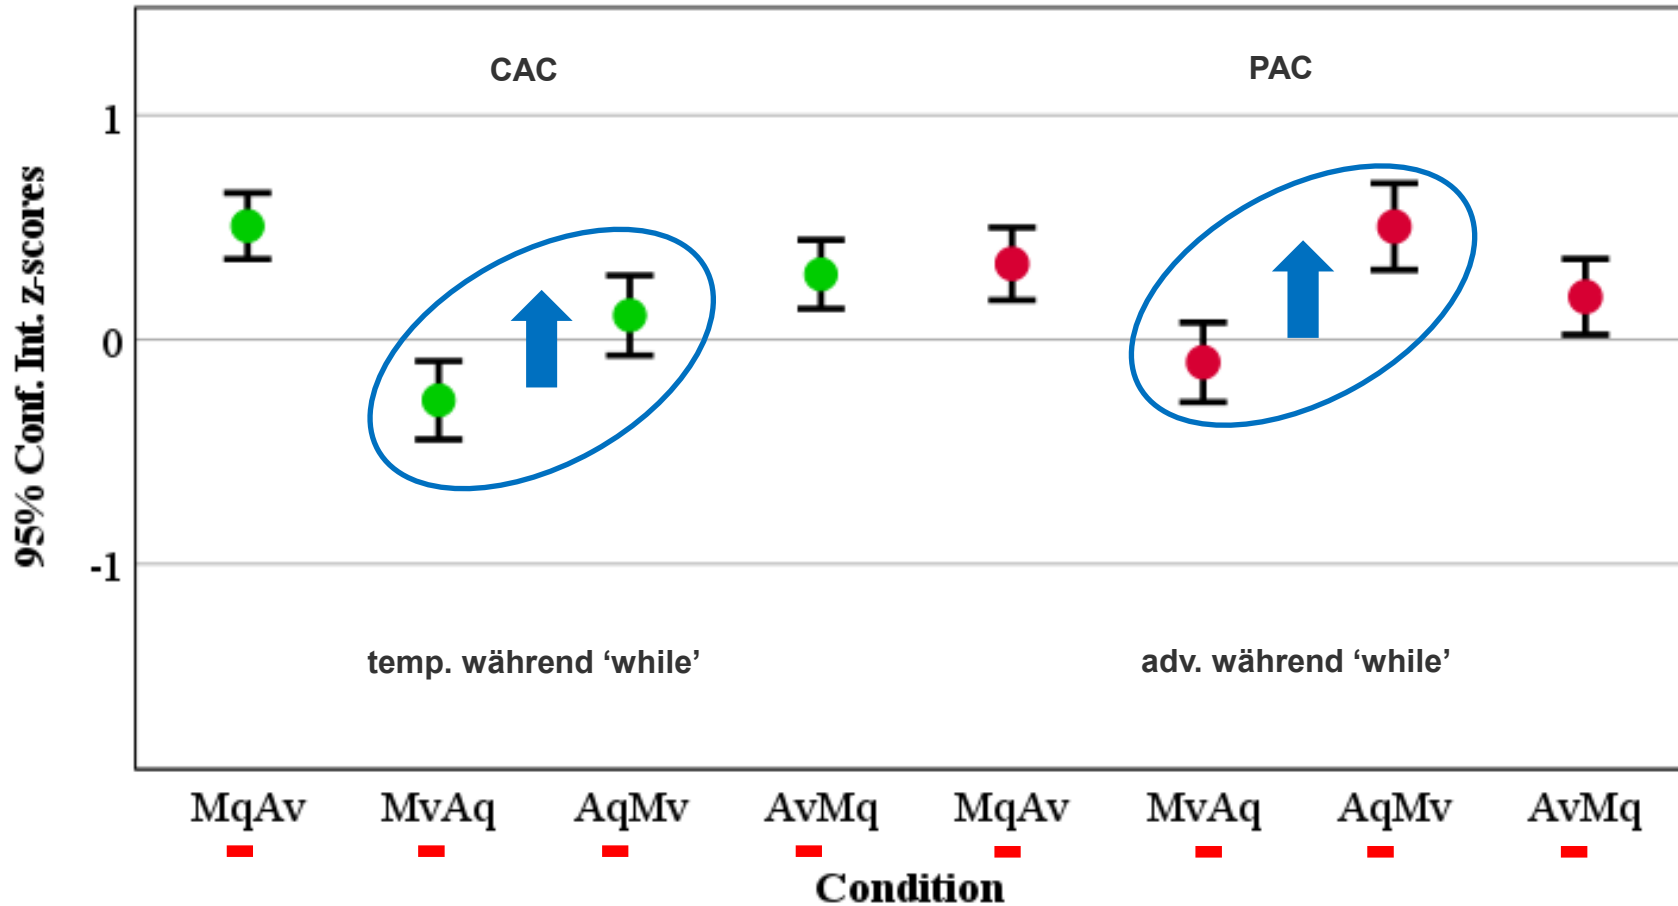 CAC
PAC
1
0
-1
95% Conf. Int. z-scores
temp. während ‘while’
adv. während ‘while’
MqAv
MvAq
AqMv
AvMq
MqAv
MvAq
AqMv
AvMq
Condition